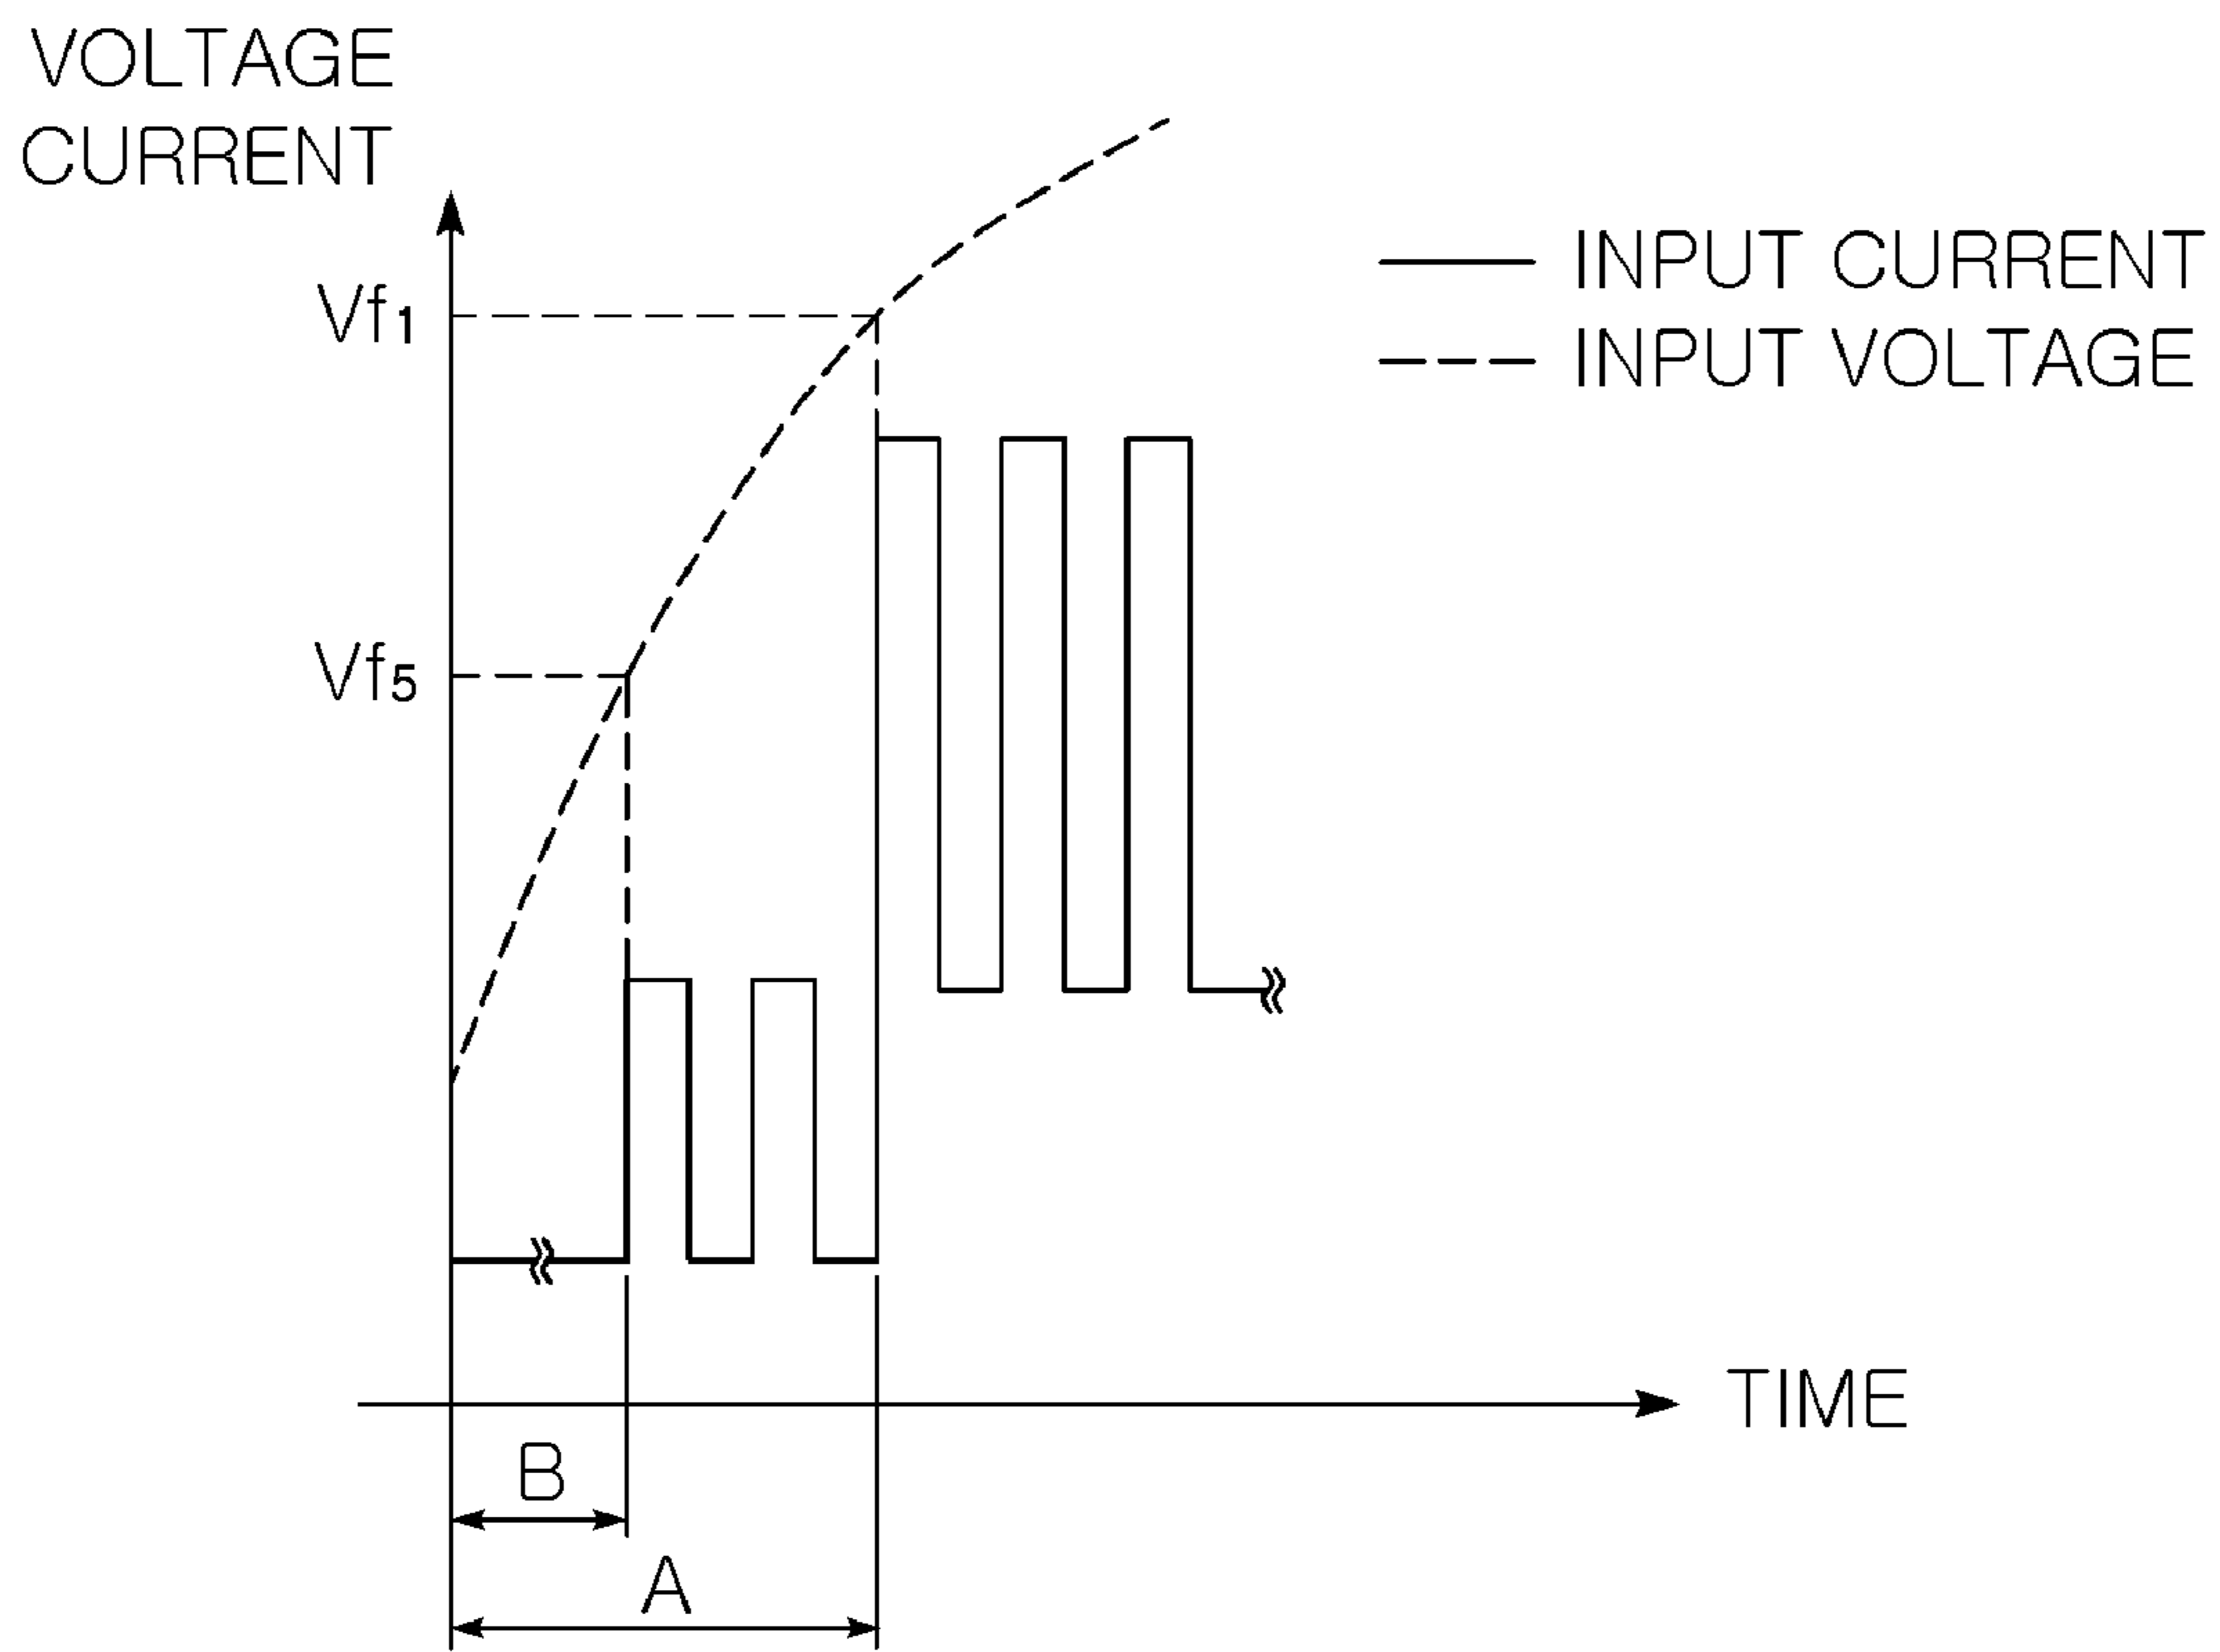 VOLTAGE
CURRENT
Vf1
INPUT CURRENT
INPUT VOLTAGE
Vf5
TIME
B
A